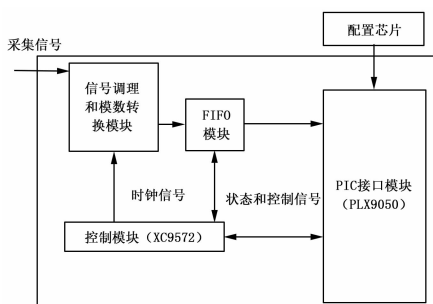 采集信号
配置芯片
信号调理
和模数转
换模块
FIFO
模块
PIC接口模块
(PLX9050)
时钟信号
状态和控制信号
控制模块（XC9572）